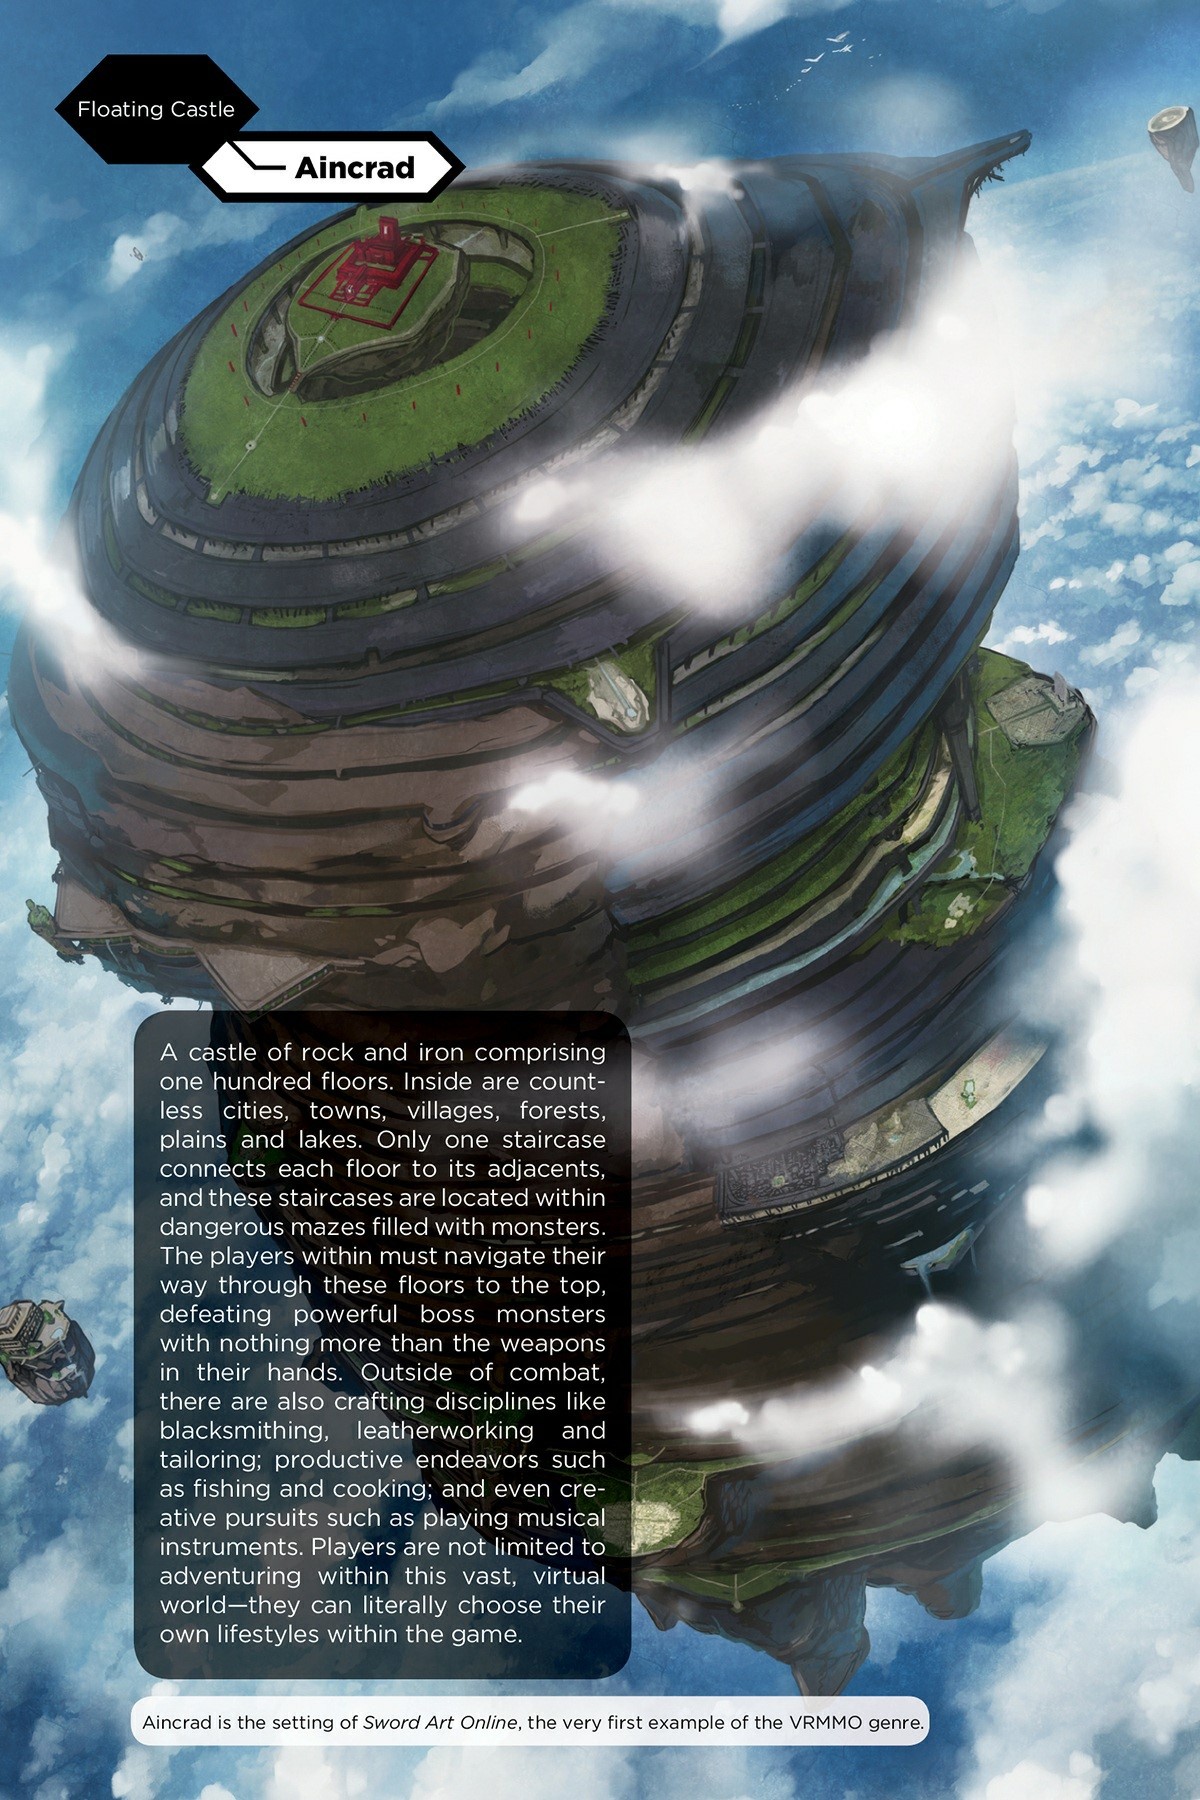 Floating Castle
Aincrad
A castle of rock and iron comprising
one hundred floors. Inside are count-
less cities, towns, villages, forests,
plains and lakes. Only one staircase
connects each floor to its adjacents,
and these staircases are located within
dangerous mazes filled with monsters.
The players within must navigate their
way through these floors to the top,
defeating powerful boss monsters
with nothing more than the weapons
in their hands. Outside of combat,
there are also crafting disciplines like
blacksmithing, leatherworking and
tailoring; productive endeavors such
as fishing and cooking; and even cre-
ative pursuits such as playing musical
instruments. Players are not limited to
adventuring within this vast, virtual
world—they can literally choose their
own lifestyles within the game.
Aincrad is the setting of Sword Art Online, the very first example of the VRMMO genre.